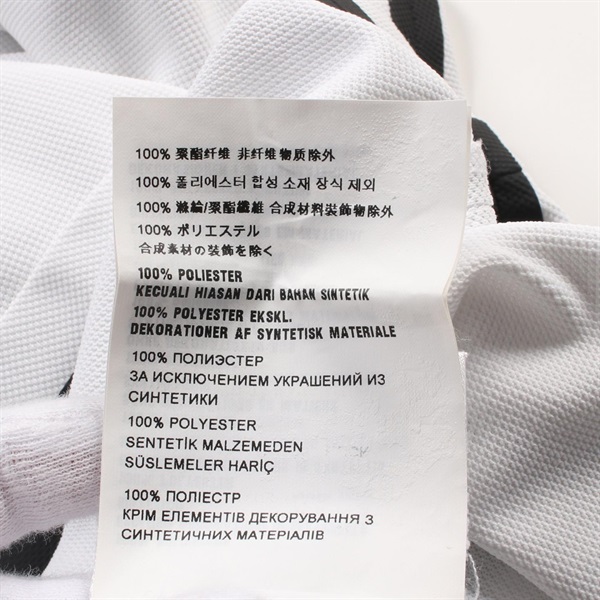 100% 聚酯纤维 非纤维物质除外
100% 폴리에스터 합성 소재 장식 제외
100% 滌綸/聚酯纖維 合成材料裝飾物除外
100% ポリエステル
合成素材の装飾を除く
100% POLIESTER
KECUALI HIASAN DARI BAHAN SINTETIK
100% POLYESTER EKSKL.
DEKORATIONER AF SYNTETISK MATERIALE
100% ПОЛИЭСТЕР
ЗА ИСКЛЮЧЕНИЕМ УКРАШЕНИЙ ИЗ
СИНТЕТИКИ
100% POLYESTER
SENTETİK MALZEMEDEN
SÜSLEMELER HARİÇ
100% ПОЛІЕСТР
КРІМ ЕЛЕМЕНТІВ ДЕКОРУВАННЯ З
СИНТЕТИЧНИХ МАТЕРІАЛІВ